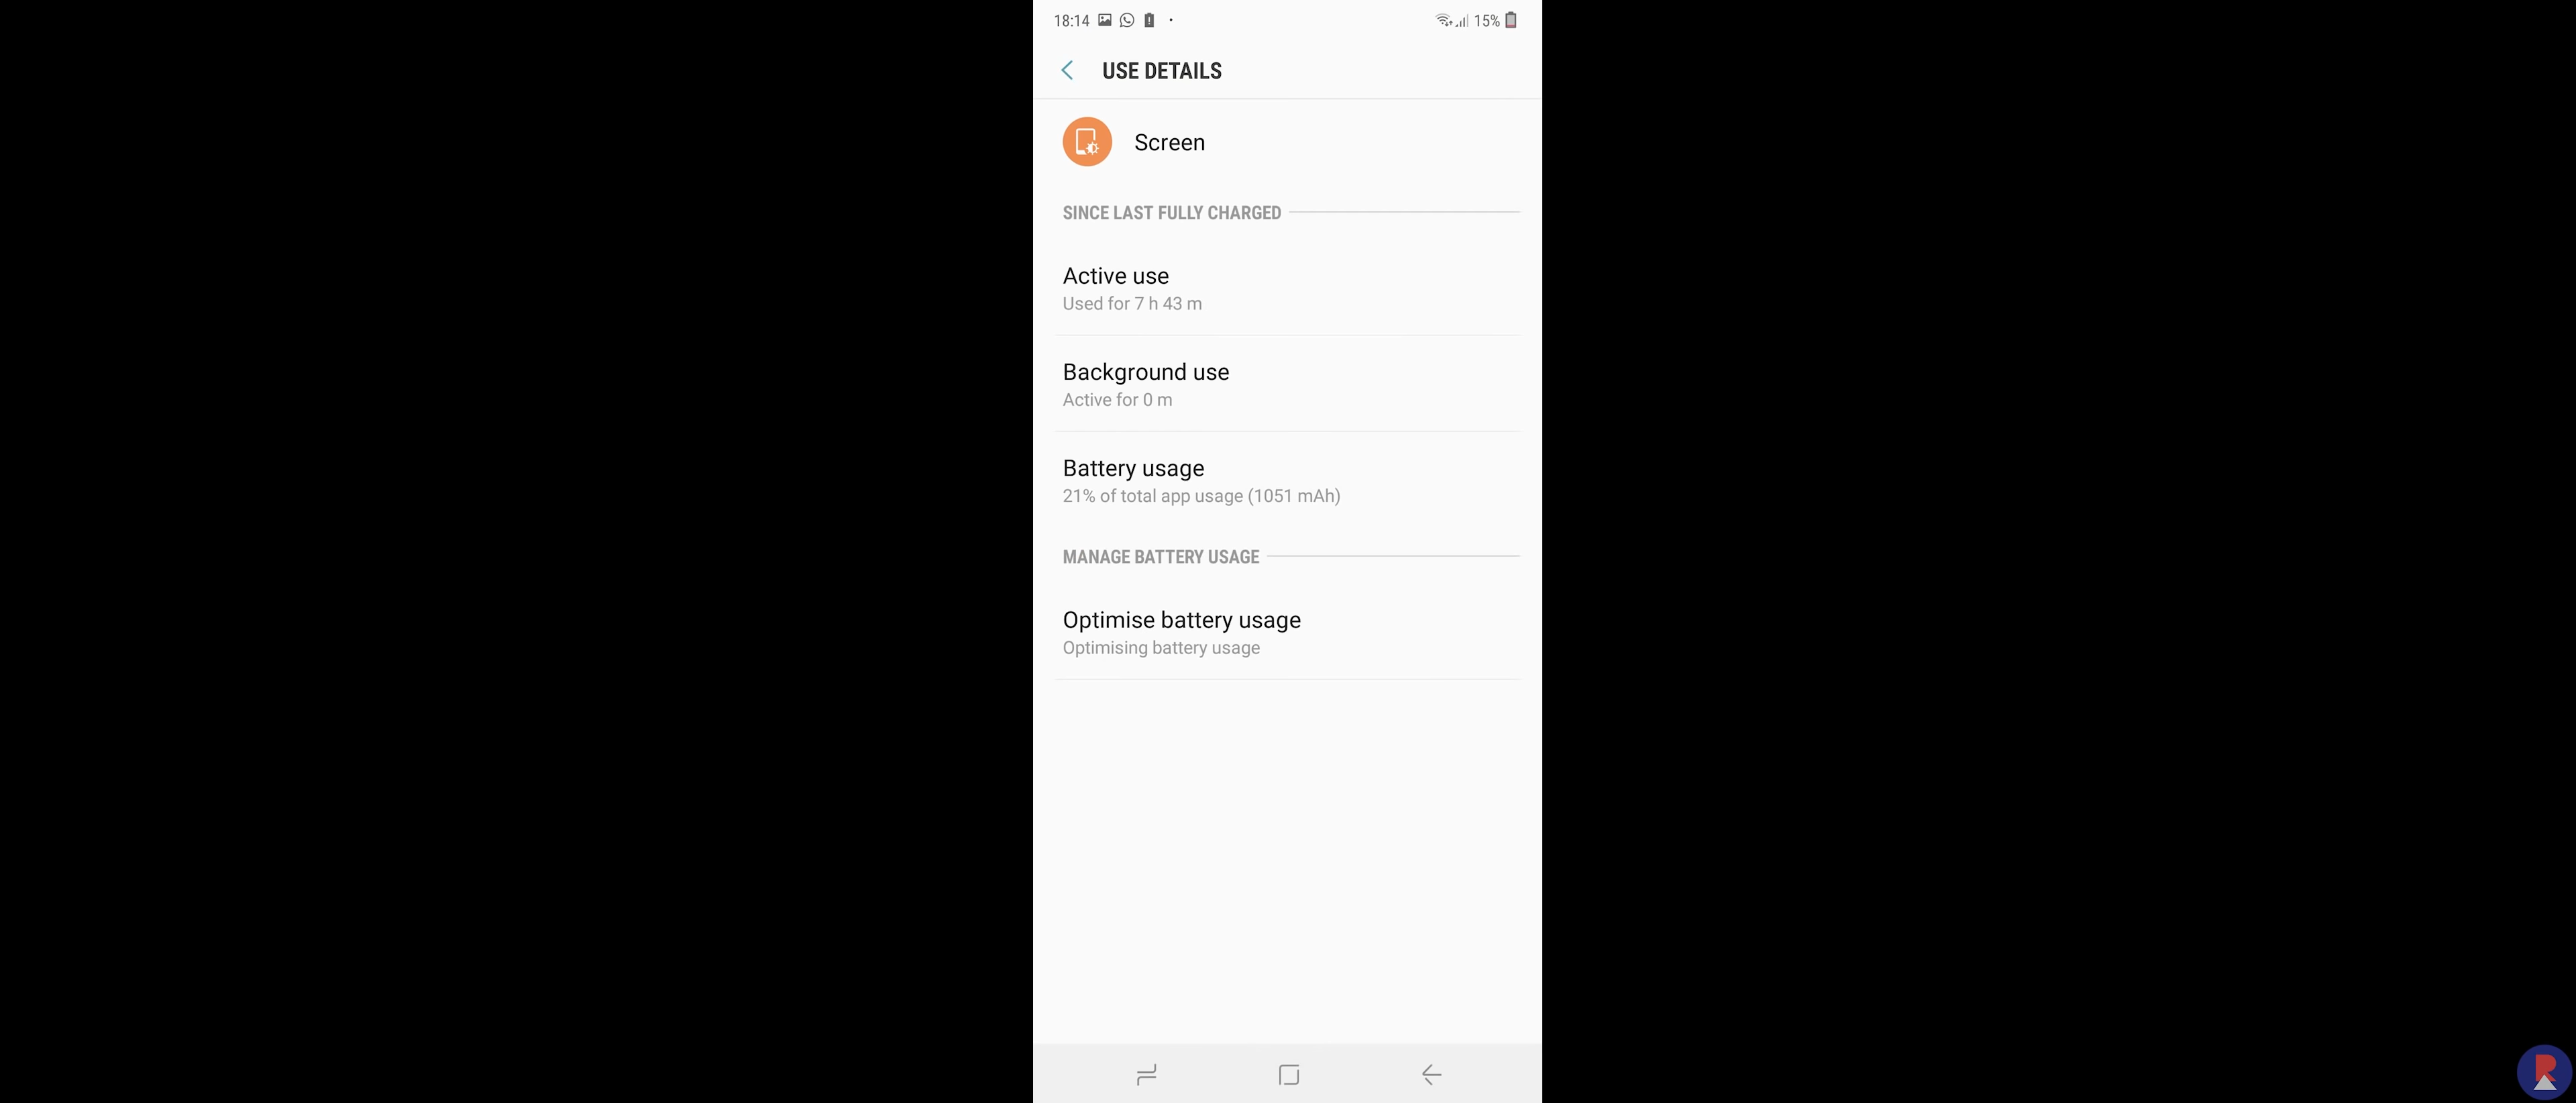 18:14 15%
USE DETAILS
Screen
SINCE LAST FULLY CHARGED
Active use
Used for 7 h 43 m
Background use
Active for 0 m
Battery usage
21% of total app usage (1051 mAh)
MANAGE BATTERY USAGE
Optimise battery usage
Optimising battery usage
R